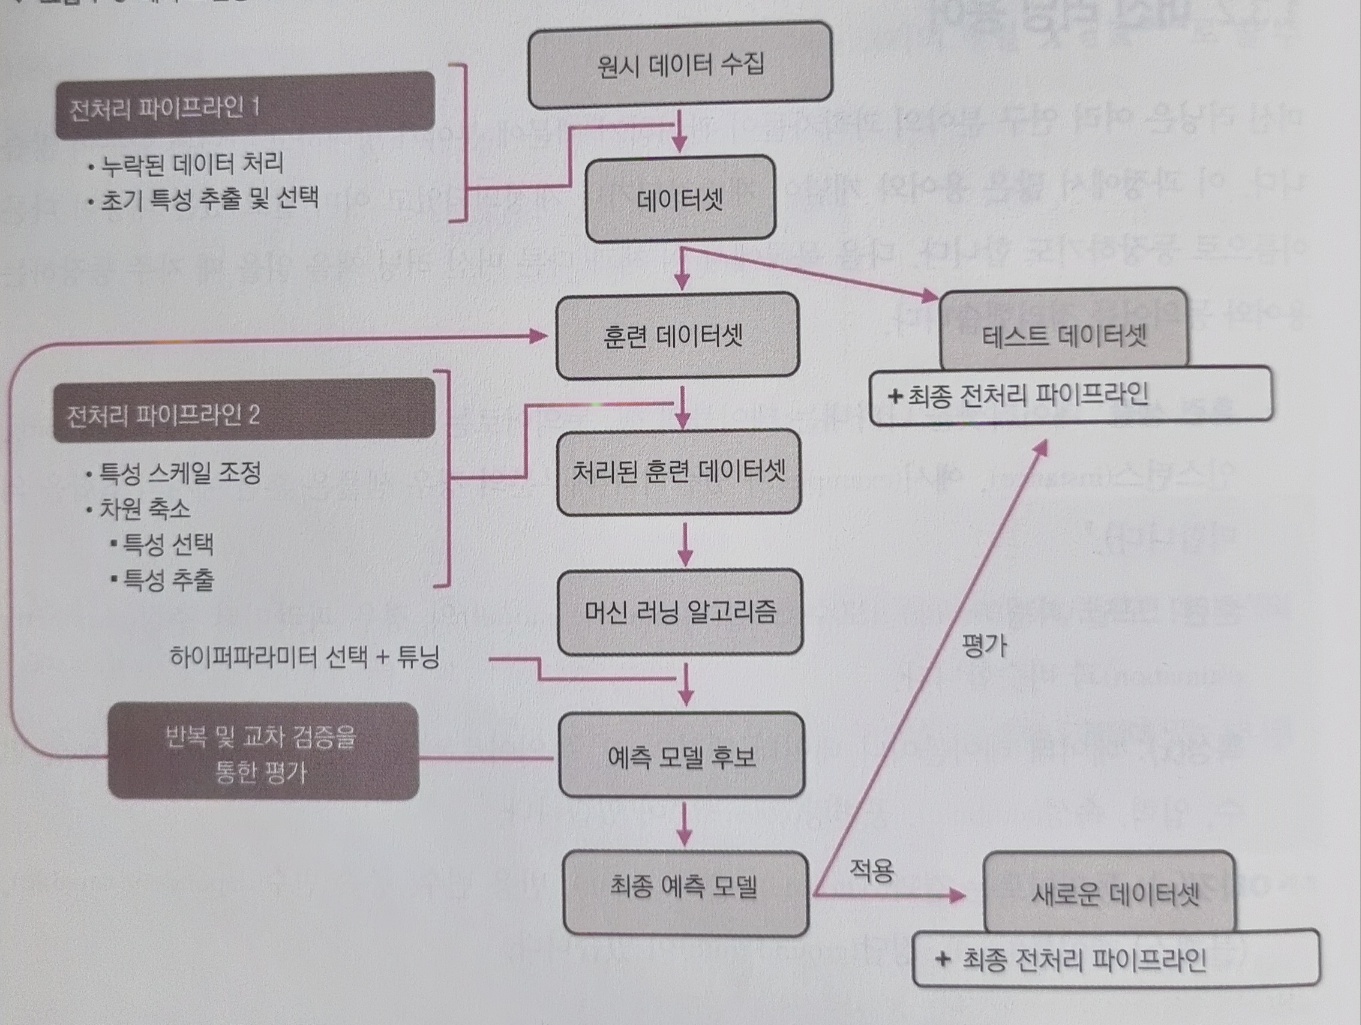 원시 데이터 수집
전처리 파이프라인 1
• 누락된 데이터 처리
• 초기 특성 추출 및 선택
데이터셋
훈련 데이터셋
테스트 데이터셋
+ 최종 전처리 파이프라인
전처리 파이프라인 2
• 특성 스케일 조정
• 차원 축소
▪ 특성 선택
▪ 특성 추출
처리된 훈련 데이터셋
머신 러닝 알고리즘
평가
하이퍼파라미터 선택 + 튜닝
반복 및 교차 검증을
통한 평가
예측 모델 후보
최종 예측 모델
적용
새로운 데이터셋
+ 최종 전처리 파이프라인